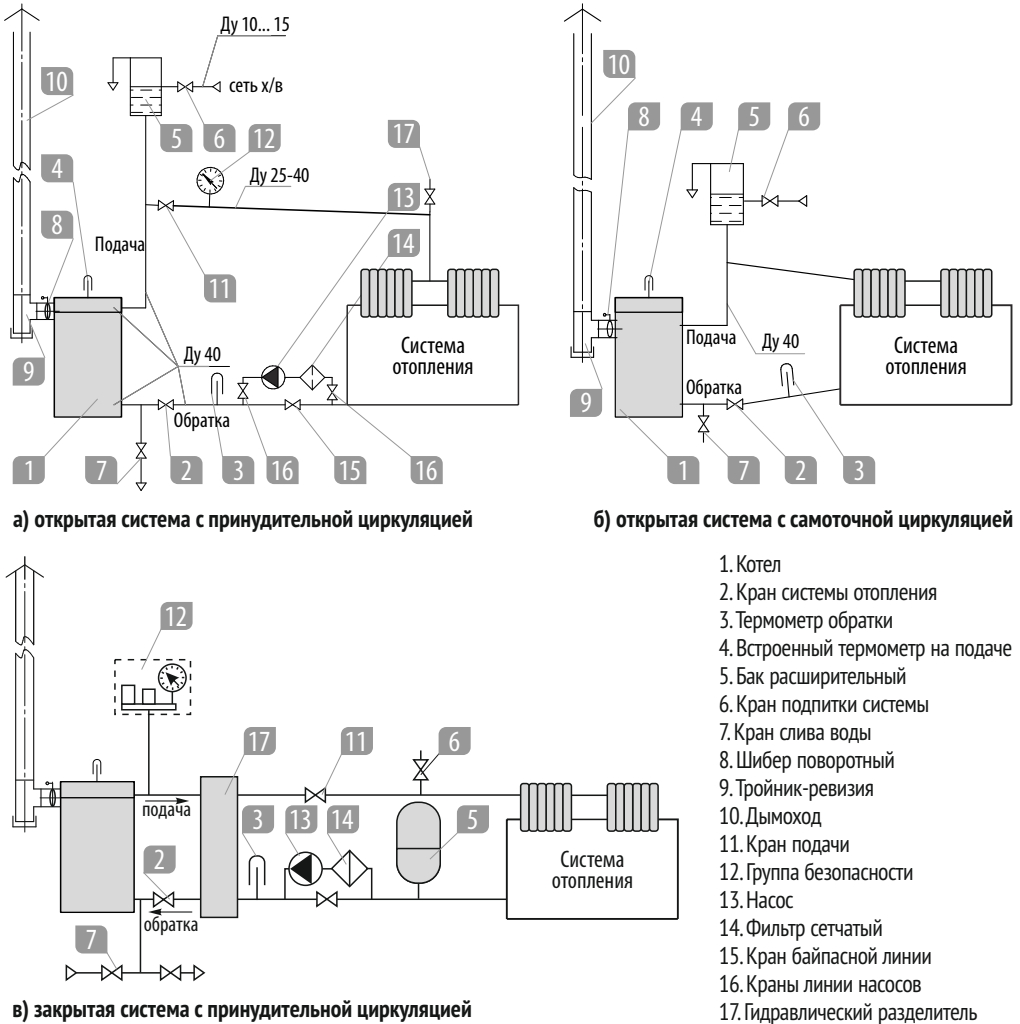 Ду 10... 15
сеть х/в
10
5
6
12
17
4
Ду 25-40
13
8
Подача
14
11
9
Ду 40
Система
отопления
Обратка
1
7
2
3
16
15
16
а) открытая система с принудительной циркуляцией
10
8
4
5
6
Подача
Ду 40
Система
отопления
Обратка
9
1
7
2
3
б) открытая система с самоточной циркуляцией
12
17
11
6
подача
3
13
14
5
2
Система
отопления
обратка
7
в) закрытая система с принудительной циркуляцией
1. Котел
2. Кран системы отопления
3. Термометр обратки
4. Встроенный термометр на подаче
5. Бак расширительный
6. Кран подпитки системы
7. Кран слива воды
8. Шибер поворотный
9. Тройник-ревизия
10. Дымоход
11. Кран подачи
12. Группа безопасности
13. Насос
14. Фильтр сетчатый
15. Кран байпасной линии
16. Краны линии насосов
17. Гидравлический разделитель